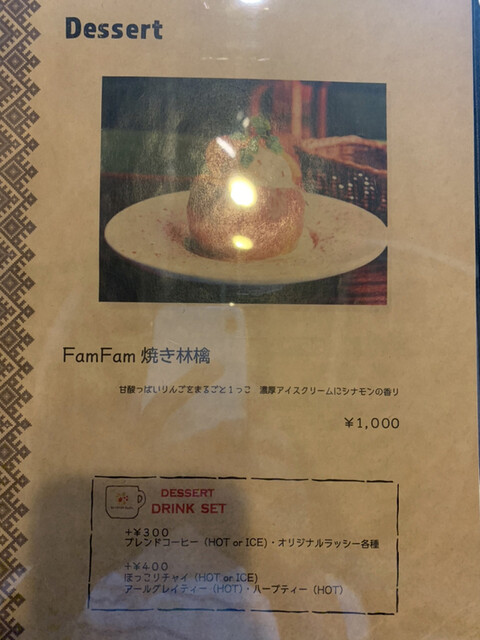 Dessert
FamFam 焼き林檎
甘酸っぱいりんごをまるごと1っこ 濃厚アイスクリームにシナモンの香り
¥1,000
DESSERT
DRINK SET
+¥300
ブレンドコーヒー（HOT or ICE）・オリジナルラッシー各種
+¥400
ほっこりチャイ（HOT or ICE）
アールグレイティー（HOT）・ハーブティー（HOT）